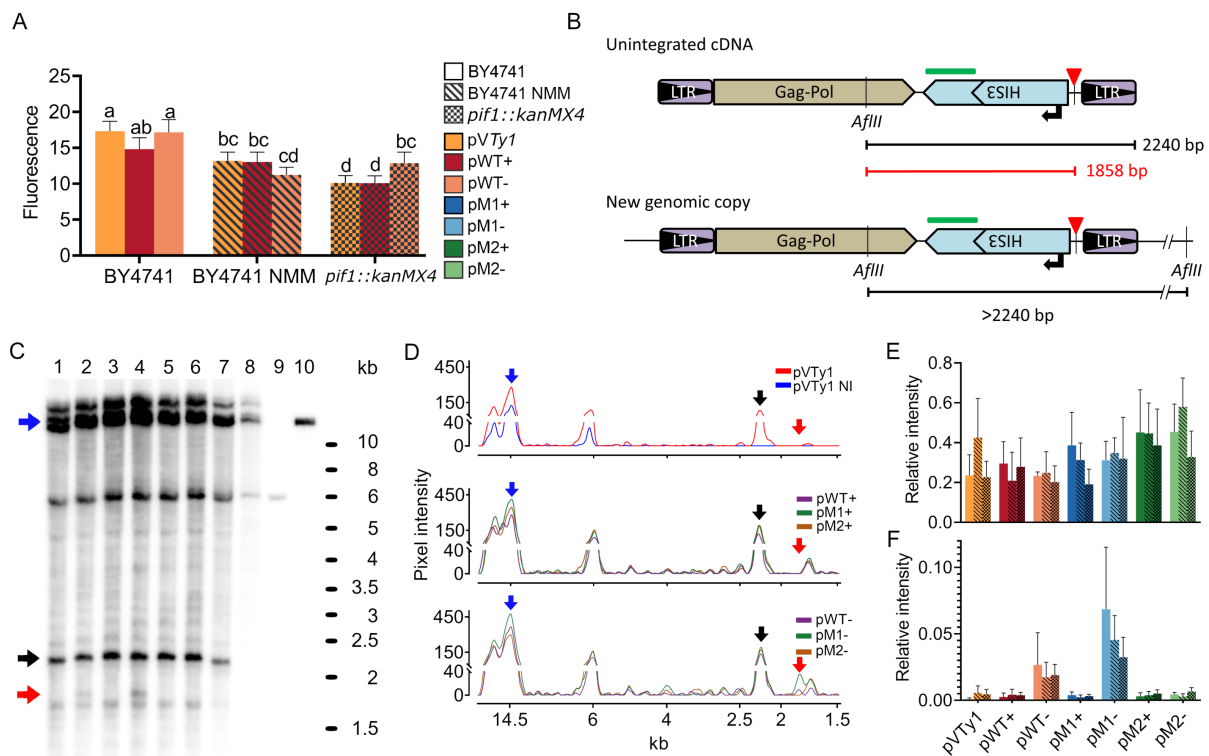 A
Fluorescence
25
20
15
10
5
0
a
ab
a
bc
bc
cd
d
d
bc
BY4741
BY4741 NMM
pif1::kanMX4
BY4741
BY4741 NMM
pif1::kanMX4
pVTy1
pWT+
pWT-
pM1+
pM1-
pM2+
pM2-
B
Unintegrated cDNA
LTR
Gag-Pol
HIS3
LTR
AflII
2240 bp
1858 bp
New genomic copy
LTR
Gag-Pol
HIS3
LTR
AflII
AflII
>2240 bp
C
1 2 3 4 5 6 7 8 9 10 kb
10
8
6
5
4
3.5
3
2.5
2
1.5
D
Pixel intensity
450
150
40
0
pVTy1
pVTy1 NI
450
150
40
0
pWT+
pM1+
pM2+
450
150
40
0
pWT-
pM1-
pM2-
14.5 6 4 2.5 2 1.5
kb
E
Relative intensity
0.8
0.6
0.4
0.2
0.0
F
Relative intensity
0.10
0.05
0.00
pVTy1
pWT+
pWT-
pM1+
pM1-
pM2+
pM2-